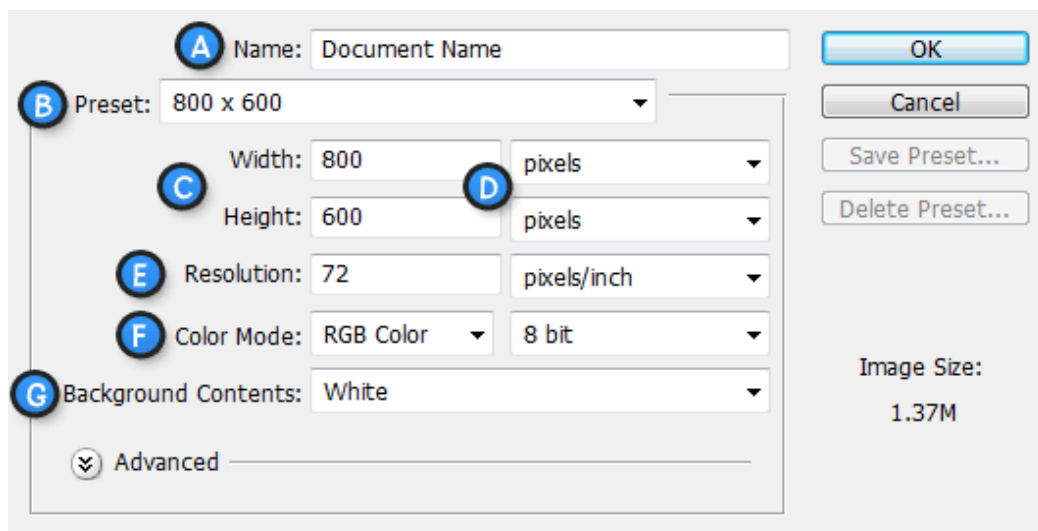 A Name: Document Name OK
B Preset: 800 x 600 Cancel
Width: 800 pixels Save Preset...
C D
Height: 600 pixels Delete Preset...
E Resolution: 72 pixels/inch
F Color Mode: RGB Color 8 bit
Image Size:
G Background Contents: White
1.37M
Advanced